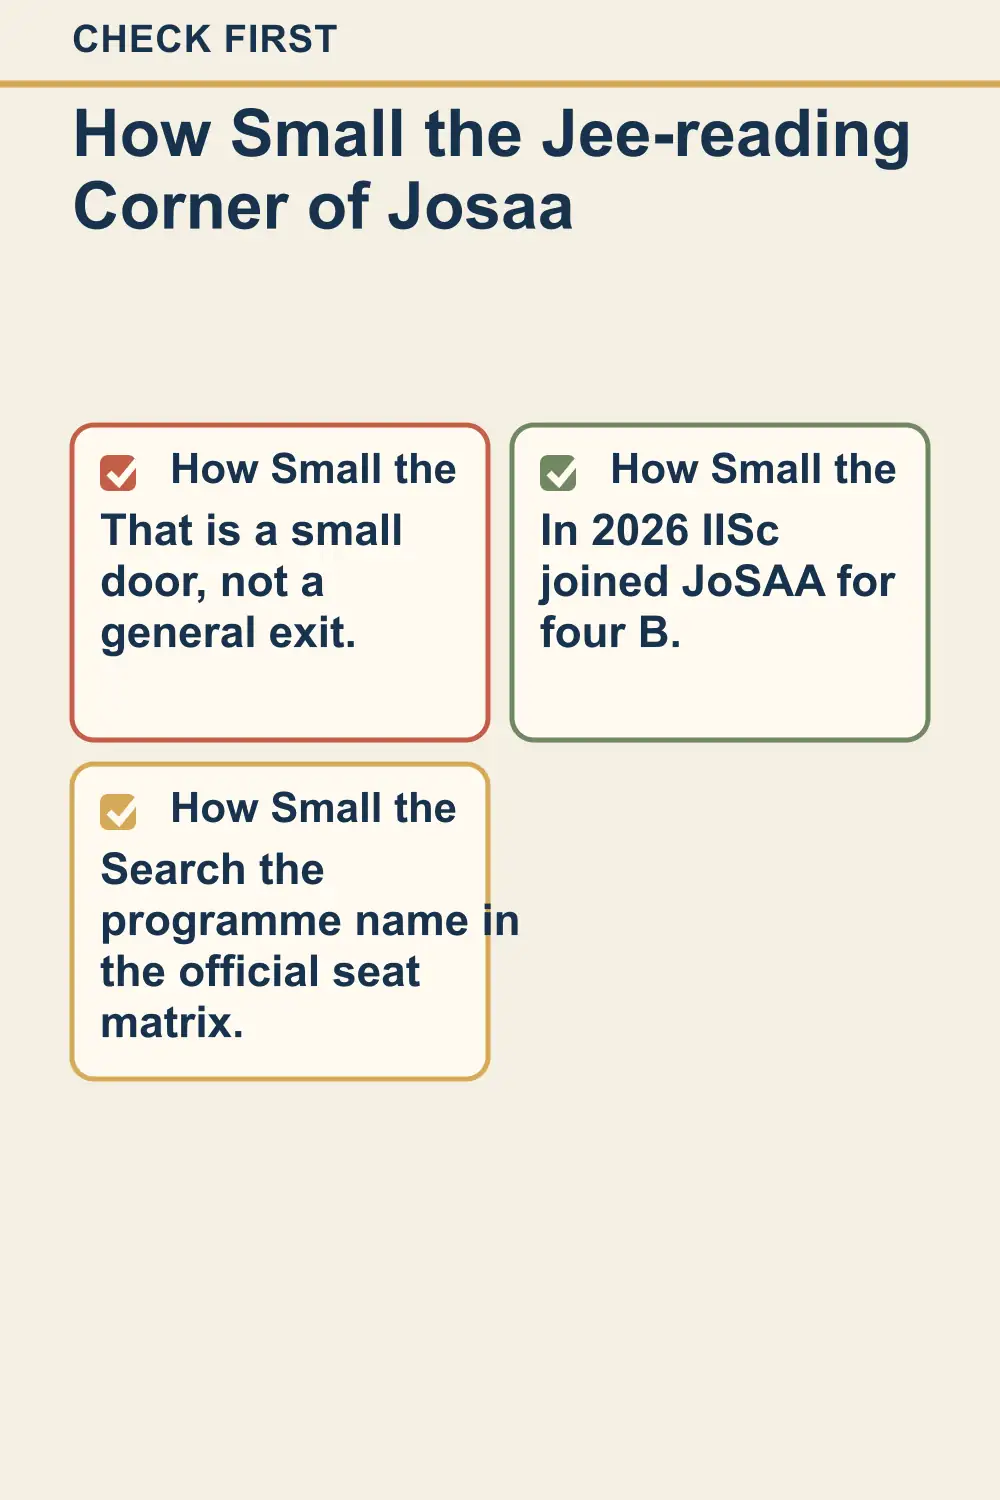 CHECK FIRST
How Small the Jee-reading
Corner of Josaa
How Small the
That is a small
door, not a
general exit.
How Small the
In 2026 IISc
joined JoSAA for
four B.
How Small the
Search the
programme name in
the official seat
matrix.